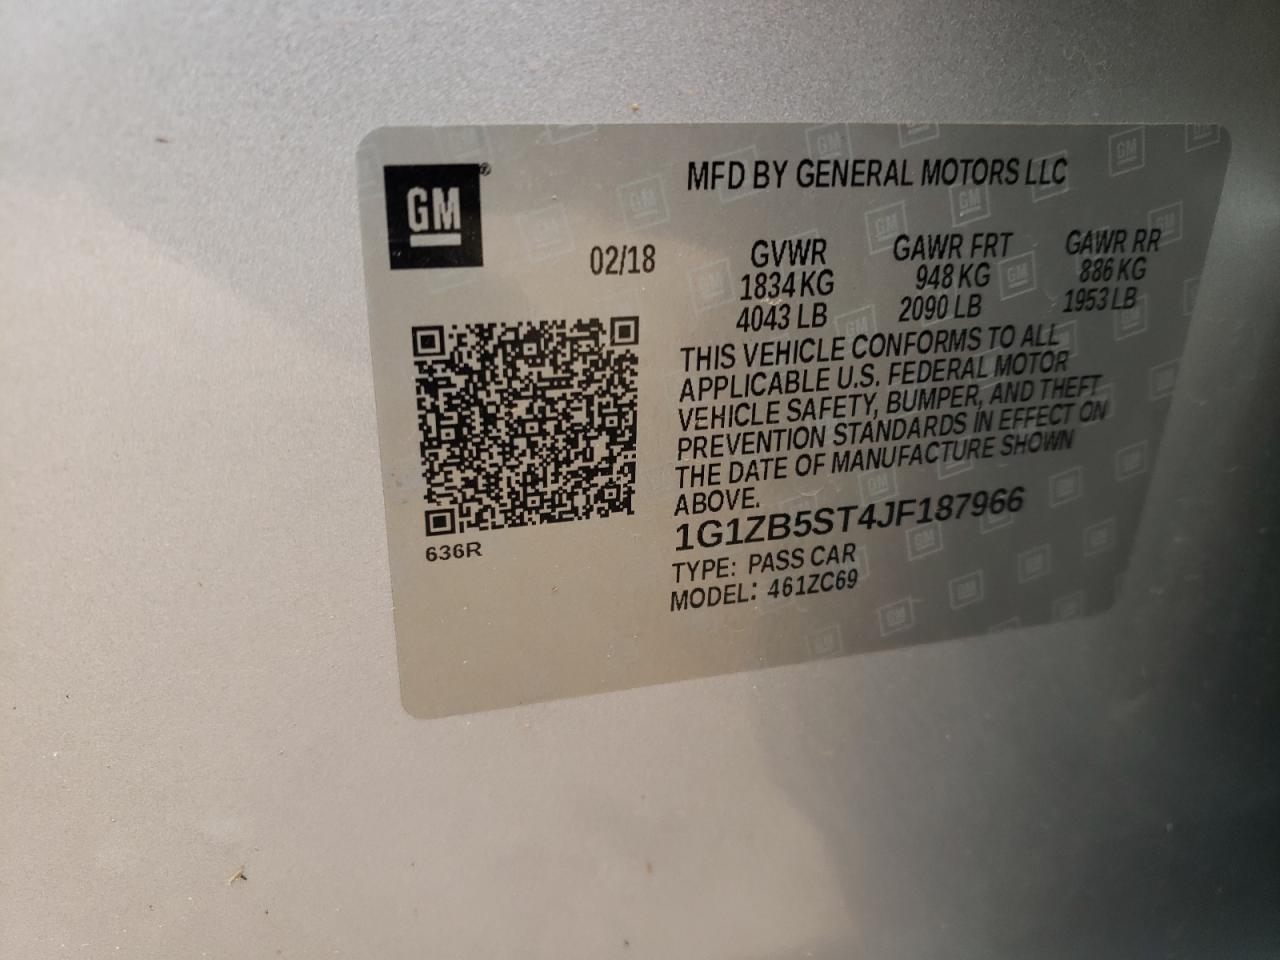 GM®
MFD BY GENERAL MOTORS LLC
02/18
GVWR GAWR FRT GAWR RR
1834 KG 948 KG 886 KG
4043 LB 2090 LB 1953 LB
THIS VEHICLE CONFORMS TO ALL
APPLICABLE U.S. FEDERAL MOTOR
VEHICLE SAFETY, BUMPER, AND THEFT
PREVENTION STANDARDS IN EFFECT ON
THE DATE OF MANUFACTURE SHOWN
ABOVE.
1G1ZB5ST4JF187966
TYPE: PASS CAR
MODEL: 461ZC69
636R